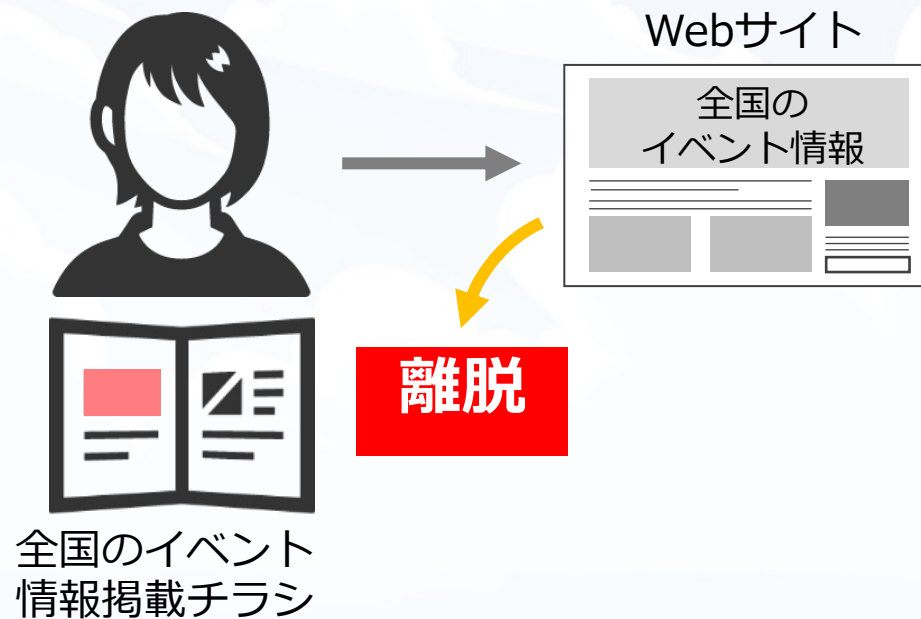 Webサイト
全国の
イベント情報
離脱
全国のイベント
情報掲載チラシ